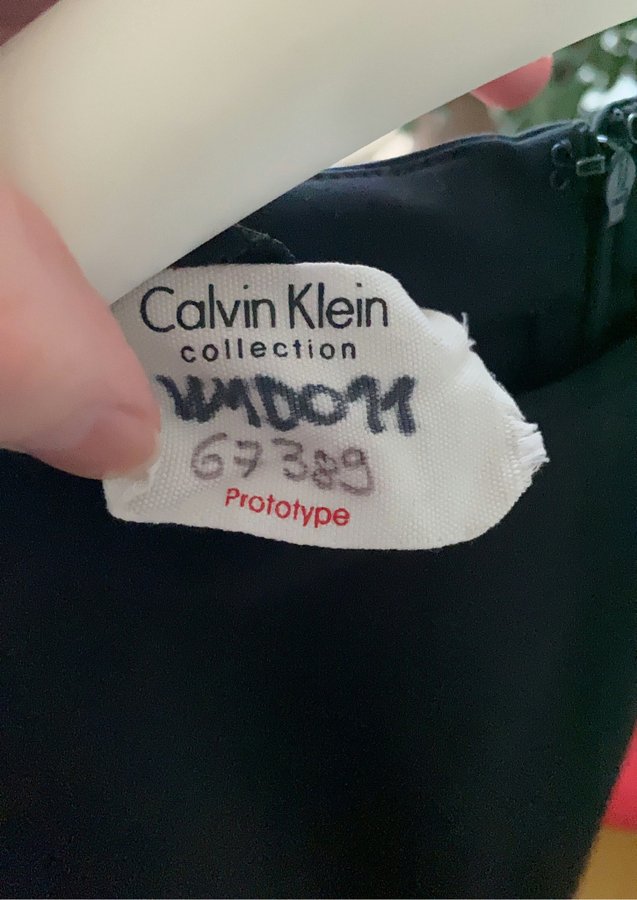 Calvin Klein
collection
67389
Prototype